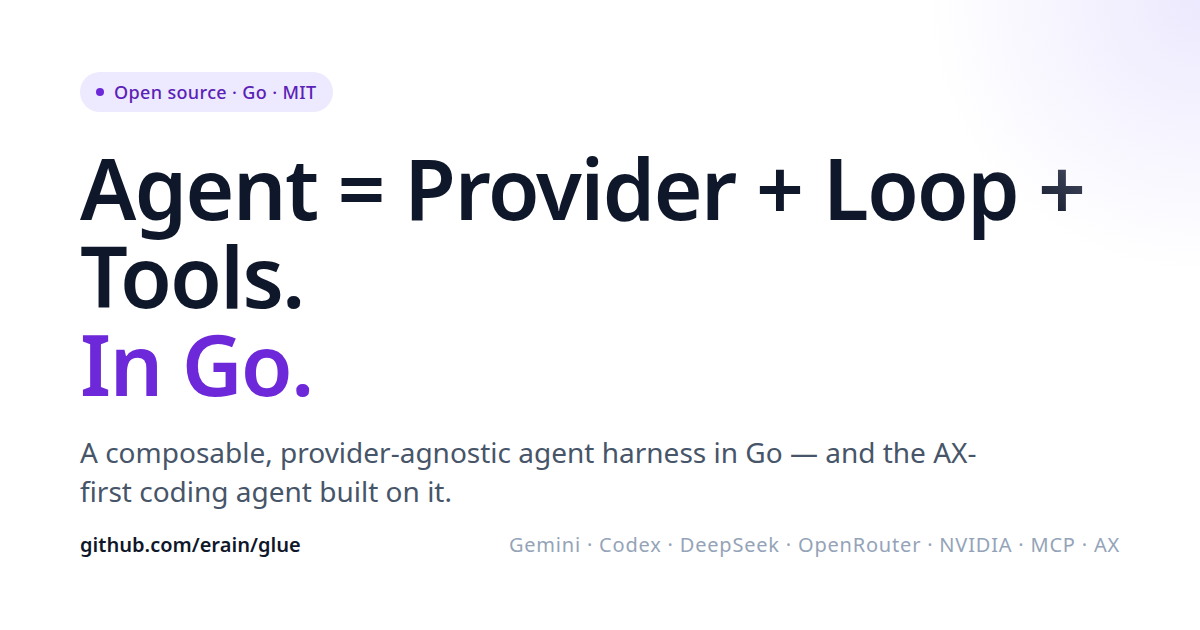 Open source · Go · MIT
Agent = Provider + Loop +
Tools.
In Go.
A composable, provider-agnostic agent harness in Go — and the AX-
first coding agent built on it.
github.com/erain/glue
Gemini · Codex · DeepSeek · OpenRouter · NVIDIA · MCP · AX